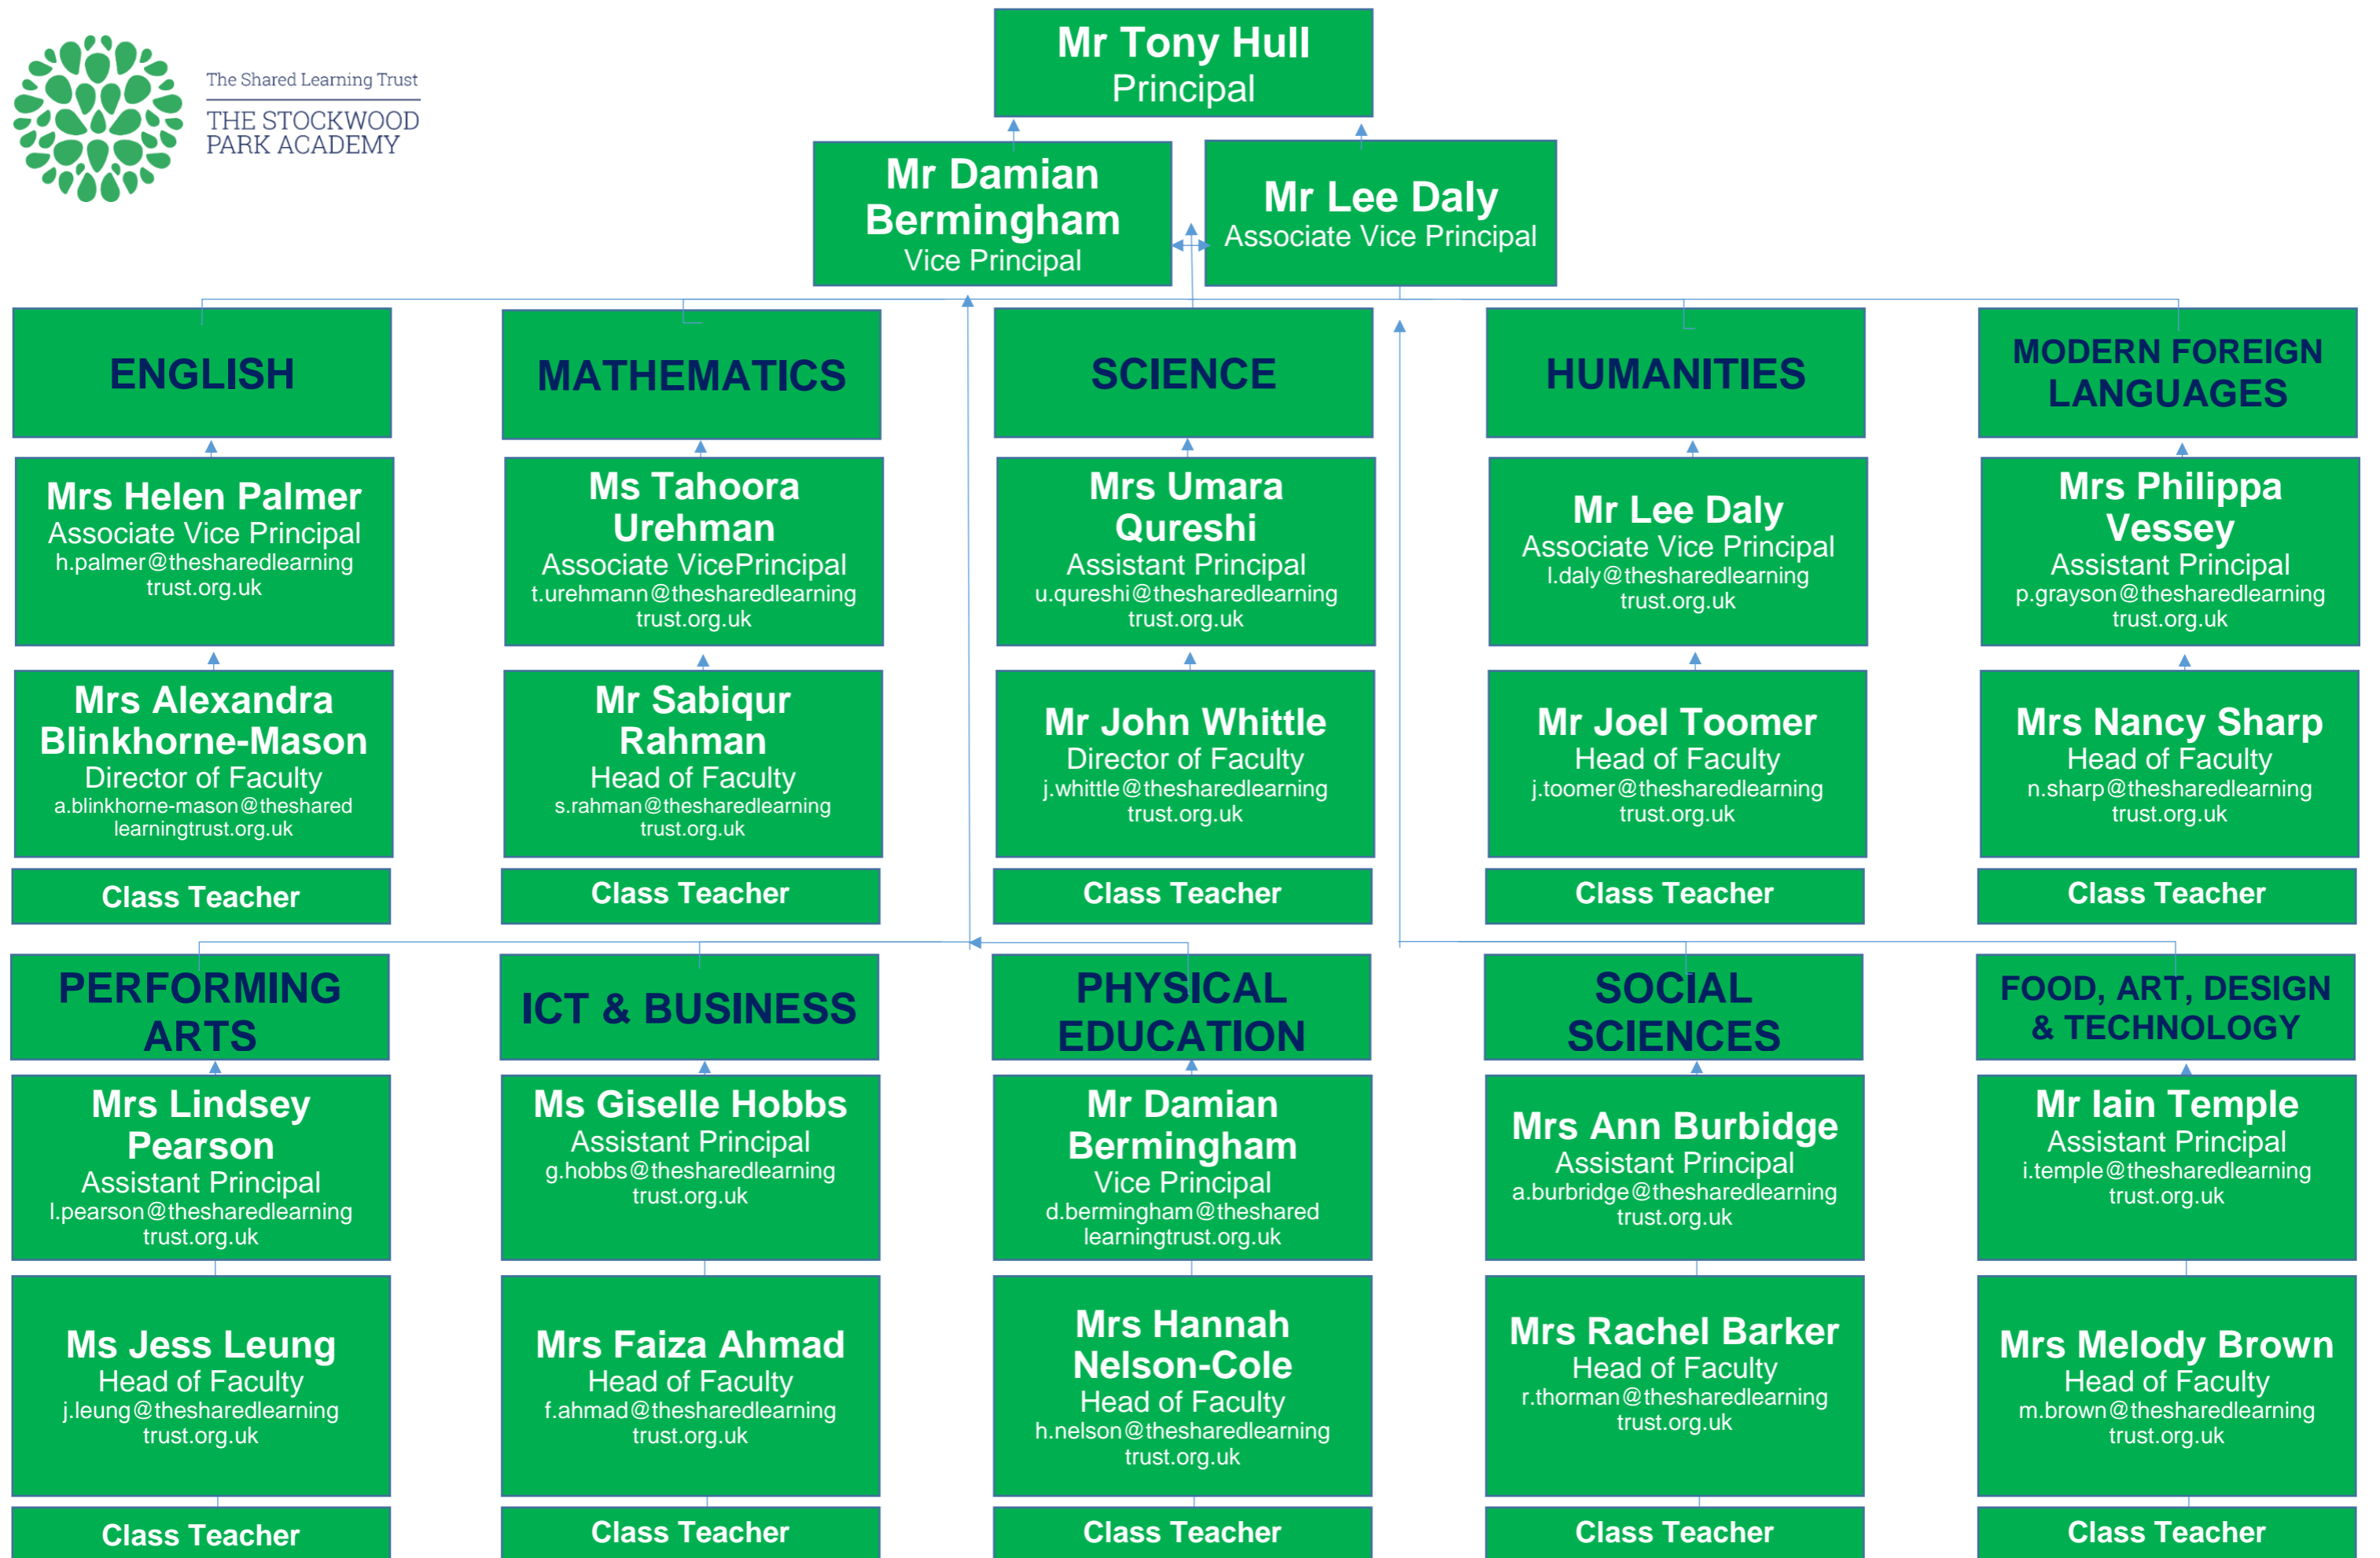 The Shared Learning Trust
THE STOCKWOOD
PARK ACADEMY
Mr Tony Hull
Principal
Mr Damian
Bermingham
Vice Principal
Mr Lee Daly
Associate Vice Principal
ENGLISH
MATHEMATICS
SCIENCE
HUMANITIES
MODERN FOREIGN
LANGUAGES
Mrs Helen Palmer
Associate Vice Principal
h.palmer@thesharedlearning
trust.org.uk
Ms Tahoora
Urehman
Associate VicePrincipal
t.urehmann@thesharedlearning
trust.org.uk
Mrs Umara
Qureshi
Assistant Principal
u.qureshi@thesharedlearning
trust.org.uk
Mr Lee Daly
Associate Vice Principal
l.daly@thesharedlearning
trust.org.uk
Mrs Philippa
Vessey
Assistant Principal
p.grayson@thesharedlearning
trust.org.uk
Mrs Alexandra
Blinkhorne-Mason
Director of Faculty
a.blinkhorne-mason@theshared
learningtrust.org.uk
Mr Sabiqur
Rahman
Head of Faculty
s.rahman@thesharedlearning
trust.org.uk
Mr John Whittle
Director of Faculty
j.whittle@thesharedlearning
trust.org.uk
Mr Joel Toomer
Head of Faculty
j.toomer@thesharedlearning
trust.org.uk
Mrs Nancy Sharp
Head of Faculty
n.sharp@thesharedlearning
trust.org.uk
Class Teacher
Class Teacher
Class Teacher
Class Teacher
Class Teacher
PERFORMING
ARTS
ICT & BUSINESS
PHYSICAL
EDUCATION
SOCIAL
SCIENCES
FOOD, ART, DESIGN
& TECHNOLOGY
Mrs Lindsey
Pearson
Assistant Principal
l.pearson@thesharedlearning
trust.org.uk
Ms Giselle Hobbs
Assistant Principal
g.hobbs@thesharedlearning
trust.org.uk
Mr Damian
Bermingham
Vice Principal
d.bermingham@theshared
learningtrust.org.uk
Mrs Ann Burbidge
Assistant Principal
a.burbridge@thesharedlearning
trust.org.uk
Mr Iain Temple
Assistant Principal
i.temple@thesharedlearning
trust.org.uk
Ms Jess Leung
Head of Faculty
j.leung@thesharedlearning
trust.org.uk
Mrs Faiza Ahmad
Head of Faculty
f.ahmad@thesharedlearning
trust.org.uk
Mrs Hannah
Nelson-Cole
Head of Faculty
h.nelson@thesharedlearning
trust.org.uk
Mrs Rachel Barker
Head of Faculty
r.thorman@thesharedlearning
trust.org.uk
Mrs Melody Brown
Head of Faculty
m.brown@thesharedlearning
trust.org.uk
Class Teacher
Class Teacher
Class Teacher
Class Teacher
Class Teacher